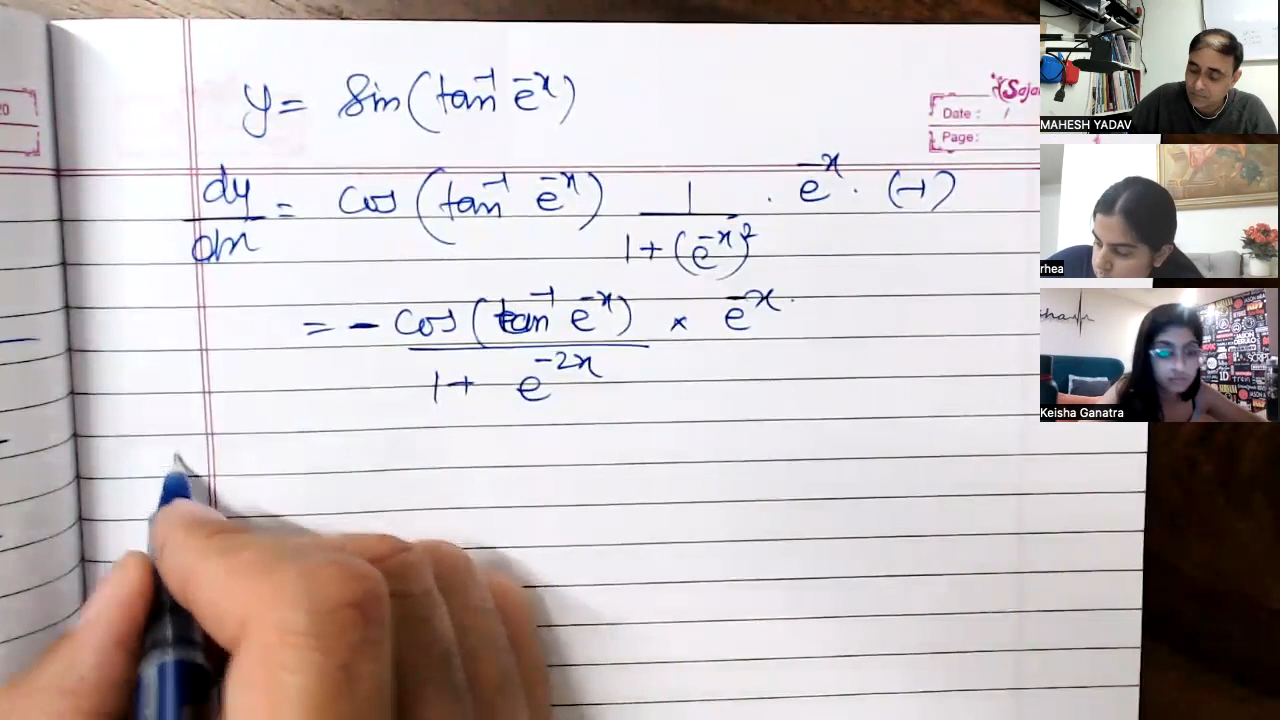 y = Sin(tan⁻¹ e⁻ˣ)
dy/dx = cos(tan⁻¹ e⁻ˣ) 1/(1+(e⁻ˣ)²) · e⁻ˣ · (-1)
= - cos(tan⁻¹ e⁻ˣ)/(1+ e⁻²ˣ) × e⁻ˣ.
20
Date : /
Page:
MAHESH YADAV
rhea
Keisha Ganatra